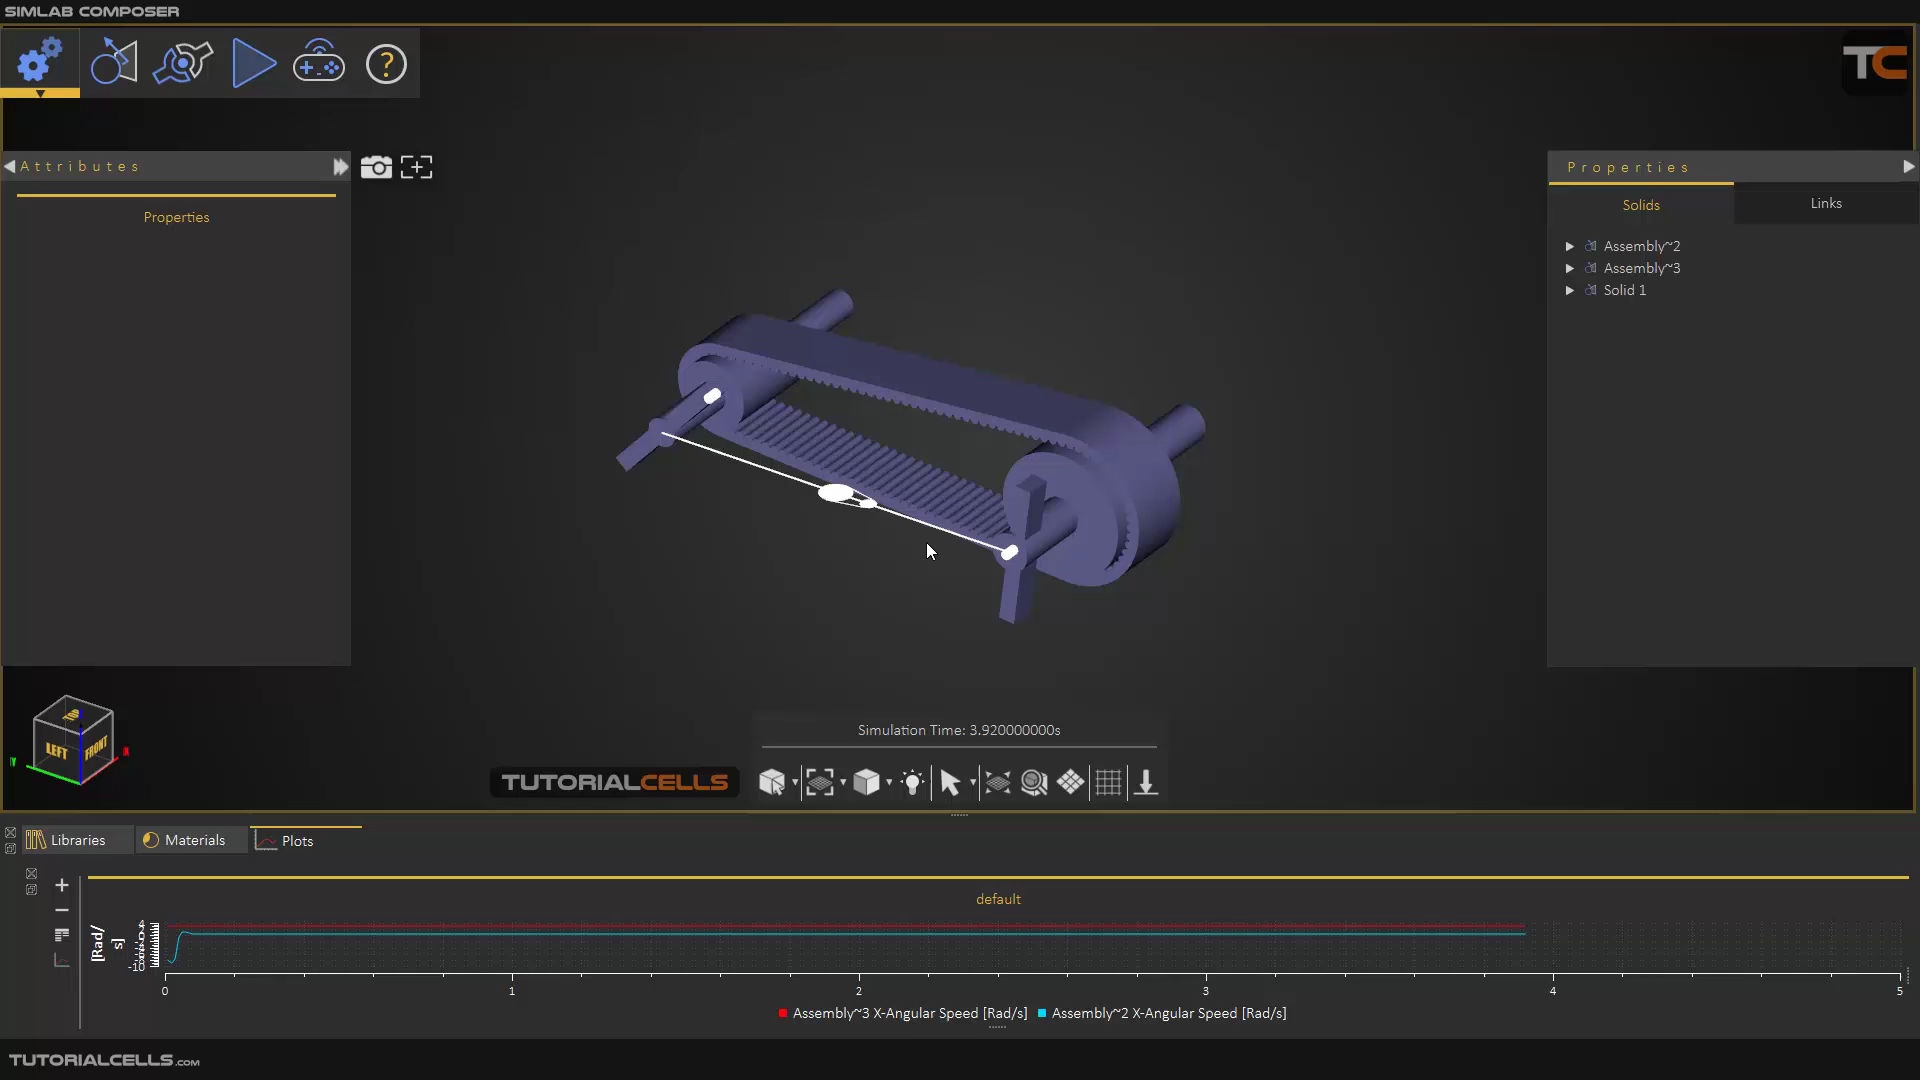 SIMLAB COMPOSER
?
TC
Attributes
Properties
Properties
Solids
Links
Assembly~2
Assembly~3
Solid 1
TOP
LEFT
FRONT
Simulation Time: 3.920000000s
TUTORIALCELLS
Libraries
Materials
Plots
default
[Rad/
s]
4
-10
0
1
2
3
4
5
Assembly~3 X-Angular Speed [Rad/s]
Assembly~2 X-Angular Speed [Rad/s]
TUTORIALCELLS.COM